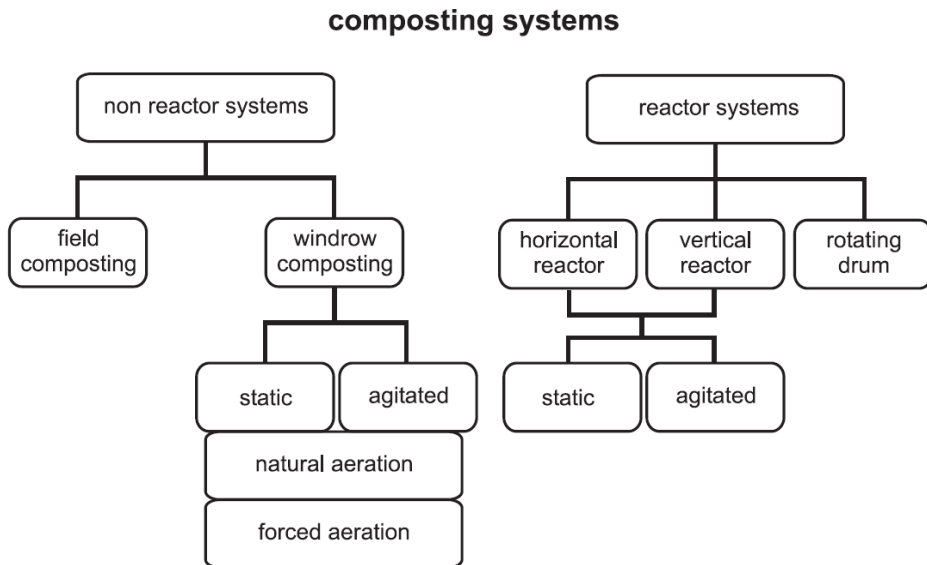 composting systems
non reactor systems
reactor systems
field
composting
windrow
composting
horizontal
reactor
vertical
reactor
rotating
drum
static
agitated
static
agitated
natural aeration
forced aeration